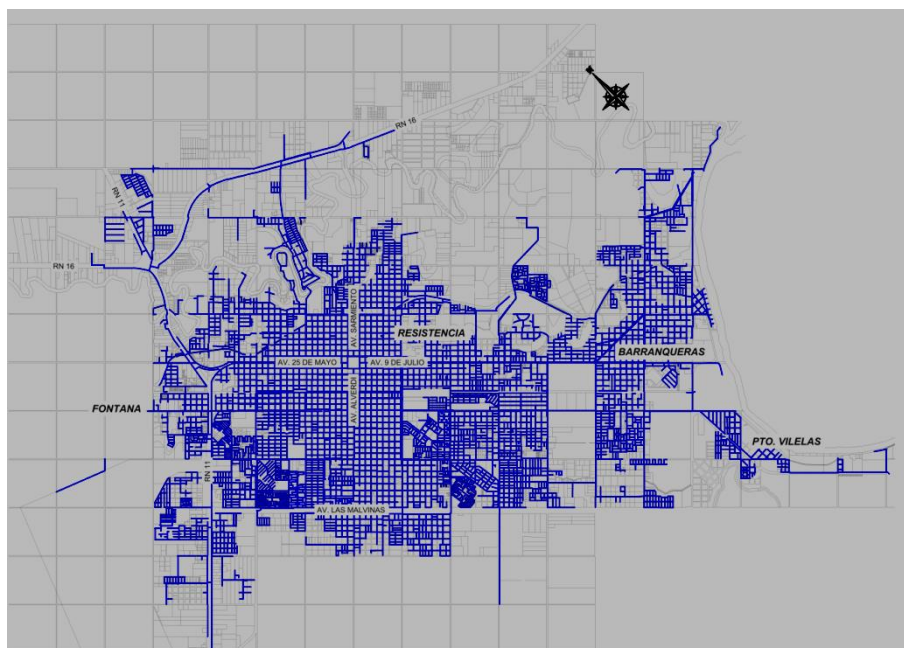 RN 16
RN 11
RN 16
AV. SARMIENTO
RESISTENCIA
BARRANQUERAS
AV. 25 DE MAYO
AV. 9 DE JULIO
AV. ALVERDI
FONTANA
PTO. VILELAS
RN 11
AV. LAS MALVINAS